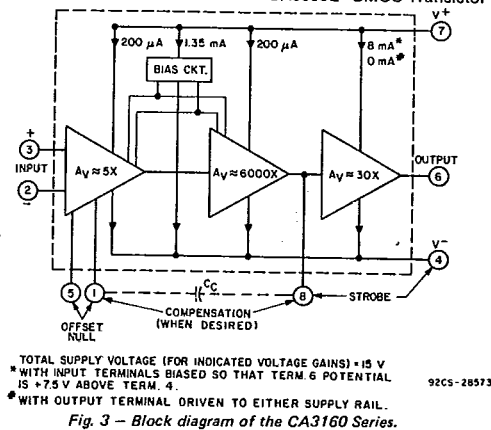 BiMOS Transistor
V+
7
200 μA
1.35 mA
200 μA
8 mA*
0 mA#
BIAS CKT.
+
3
INPUT
2
−
AV ≈ 5X
AV ≈ 6000X
AV ≈ 30X
OUTPUT
6
V−
4
5
1
CC
8
STROBE
OFFSET
NULL
COMPENSATION
(WHEN DESIRED)
TOTAL SUPPLY VOLTAGE (FOR INDICATED VOLTAGE GAINS) = 15 V
* WITH INPUT TERMINALS BIASED SO THAT TERM. 6 POTENTIAL
IS +7.5 V ABOVE TERM. 4.
# WITH OUTPUT TERMINAL DRIVEN TO EITHER SUPPLY RAIL.
92CS-28573
Fig. 3 – Block diagram of the CA3160 Series.